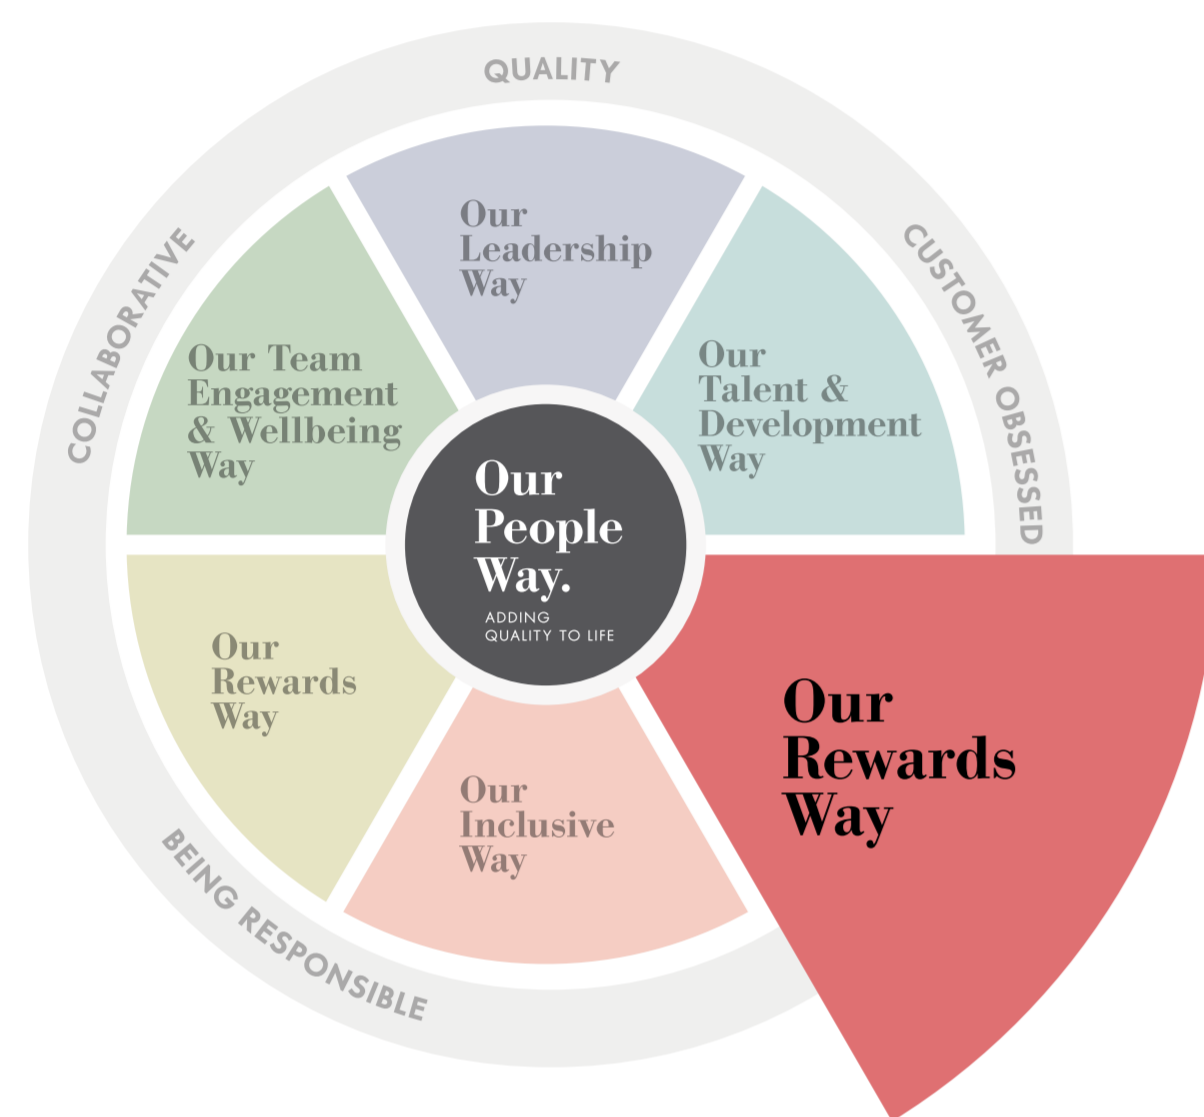 QUALITY
CUSTOMER OBSESSED
COLLABORATIVE
BEING RESPONSIBLE
Our
Leadership
Way
Our
Talent &
Development
Way
Our Team
Engagement
& Wellbeing
Way
Our
People
Way.
ADDING
QUALITY TO LIFE
Our
Rewards
Way
Our
Inclusive
Way
Our
Rewards
Way